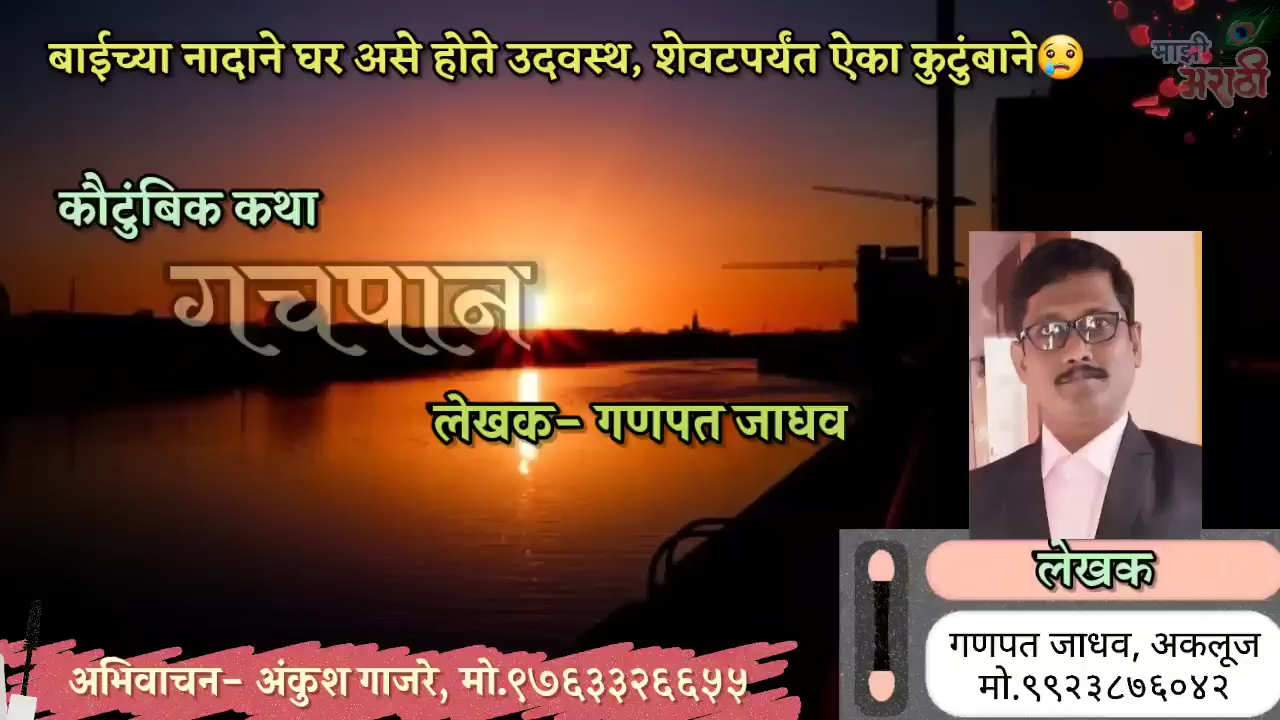 बाईच्या नादाने घर असे होते उदवस्थ, शेवटपर्यंत ऐका कुटुंबाने😢
माझी
मराठी
कौटुंबिक कथा
गचपान
लेखक- गणपत जाधव
लेखक
गणपत जाधव, अकलूज
मो.९९२३८७६०४२
अभिवाचन- अंकुश गाजरे, मो.९७६३३२६६५५